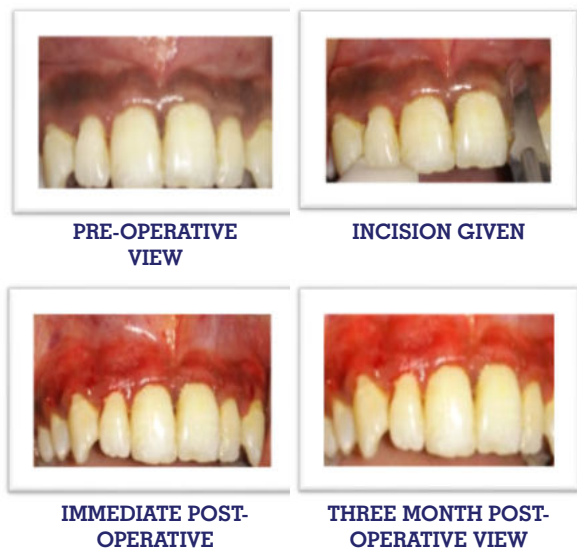 PRE-OPERATIVE
VIEW
INCISION GIVEN
IMMEDIATE POST-
OPERATIVE
THREE MONTH POST-
OPERATIVE VIEW